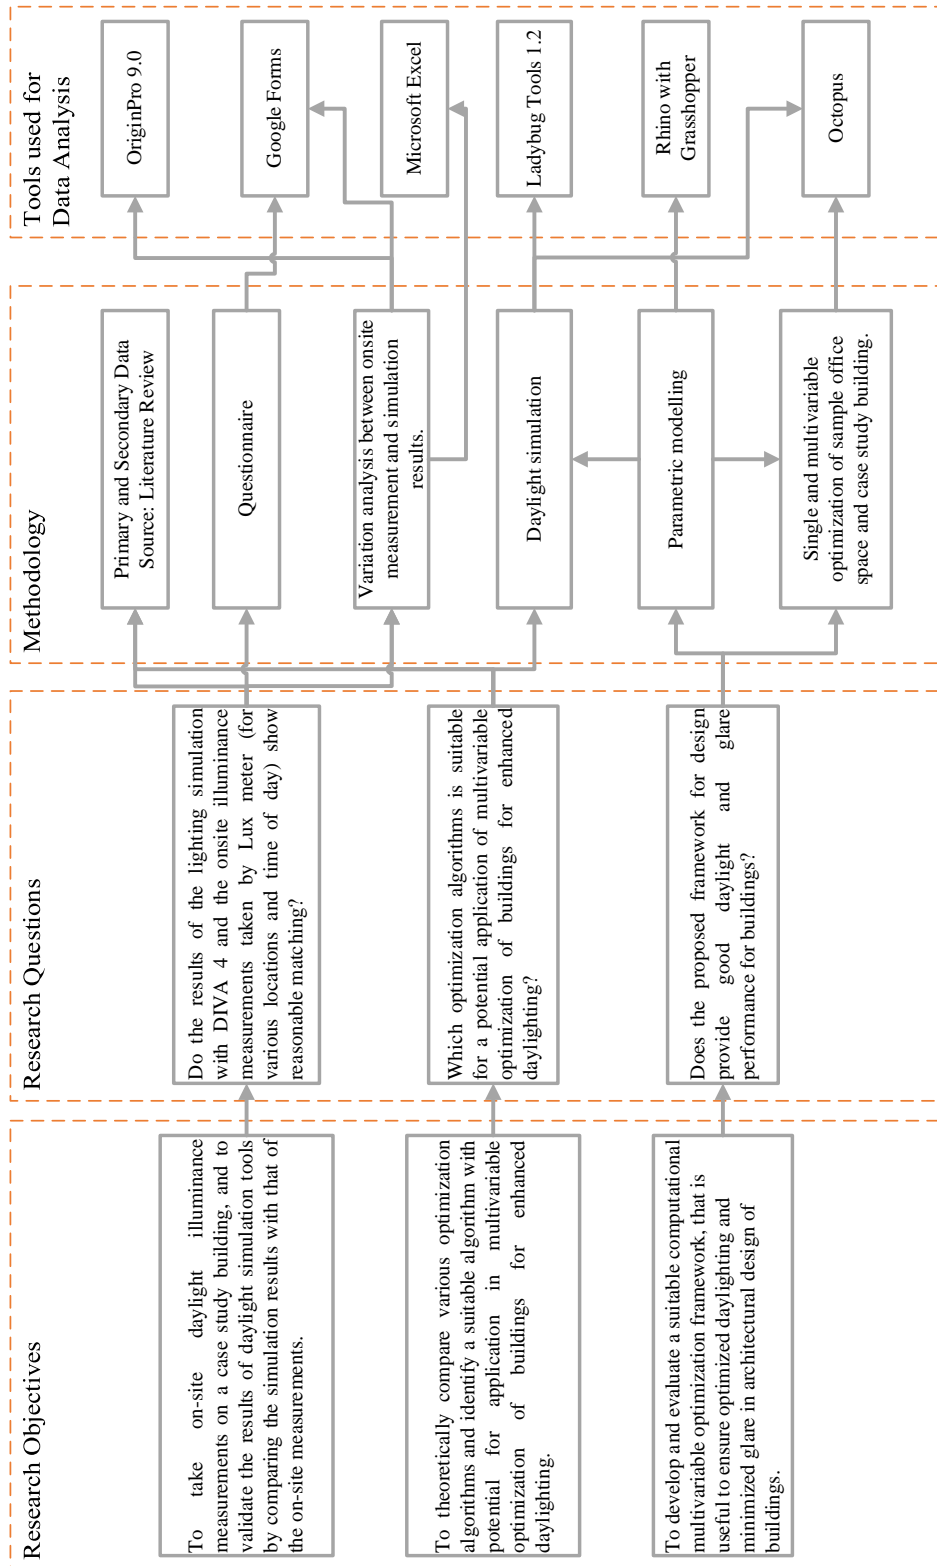 Research Objectives
To take on-site daylight illuminance
measurements on a case study building, and to
validate the results of daylight simulation tools
by comparing the simulation results with that of
the on-site measurements.
To theoretically compare various optimization
algorithms and identify a suitable algorithm with
potential for application in multivariable
optimization of buildings for enhanced
daylighting.
To develop and evaluate a suitable computational
multivariable optimization framework, that is
useful to ensure optimized daylighting and
minimized glare in architectural design of
buildings.
Research Questions
Do the results of the lighting simulation
with DIVA 4 and the onsite illuminance
measurements taken by Lux meter (for
various locations and time of day) show
reasonable matching?
Which optimization algorithms is suitable
for a potential application of multivariable
optimization of buildings for enhanced
daylighting?
Does the proposed framework for design
provide good daylight and glare
performance for buildings?
Methodology
Primary and Secondary Data
Source: Literature Review
Questionnaire
Variation analysis between onsite
measurement and simulation
results.
Daylight simulation
Parametric modelling
Single and multivariable
optimization of sample office
space and case study building.
Tools used for
Data Analysis
OriginPro 9.0
Google Forms
Microsoft Excel
Ladybug Tools 1.2
Rhino with
Grasshopper
Octopus